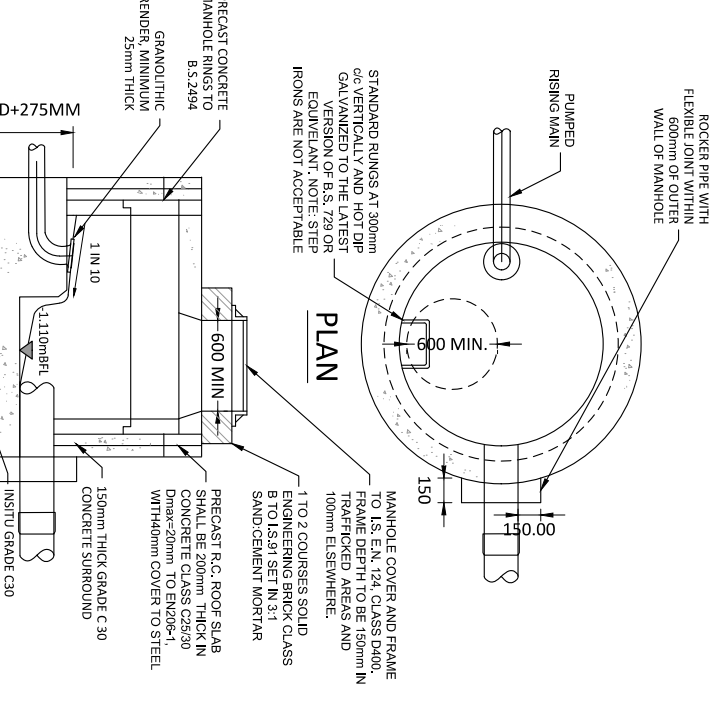 ROCKER PIPE WITH
FLEXIBLE JOINT WITHIN
600mm OF OUTER
WALL OF MANHOLE
PUMPED
RISING MAIN
STANDARD RUNGS AT 300mm
c/c VERTICALLY AND HOT DIP
GALVANIZED TO THE LATEST
VERSION OF B.S. 729 OR
EQUIVELANT. NOTE: STEP
IRONS ARE NOT ACCEPTABLE
600 MIN.
150
150.00
PLAN
RECAST CONCRETE
MANHOLE RINGS TO
B.S.2494
GRANOLITHIC
RENDER, MINIMUM
25mm THICK
D+275MM
1 IN 10
-1.110mBFL
600 MIN
MANHOLE COVER AND FRAME
TO I.S. E.N. 124, CLASS D400.
FRAME DEPTH TO BE 150mm IN
TRAFFICKED AREAS AND
100mm ELSEWHERE.
1 TO 2 COURSES SOLID
ENGINEERING BRICK CLASS
B TO I.S.91 SET IN 3:1
SAND:CEMENT MORTAR
PRECAST R.C. ROOF SLAB
SHALL BE 200mm THICK IN
CONCRETE CLASS C25/30
Dmax=20mm TO EN206-1,
WITH40mm COVER TO STEEL
150mm THICK GRADE C 30
CONCRETE SURROUND
INSITU GRADE C30